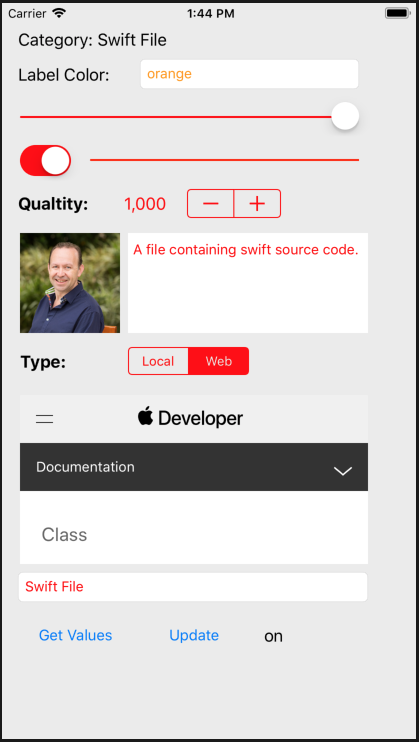 Carrier 1:44 PM
Category: Swift File
Label Color: orange
Qualtity: 1,000 − +
A file containing swift source code.
Type: Local Web
Developer
Documentation
Class
Swift File
Get Values Update on